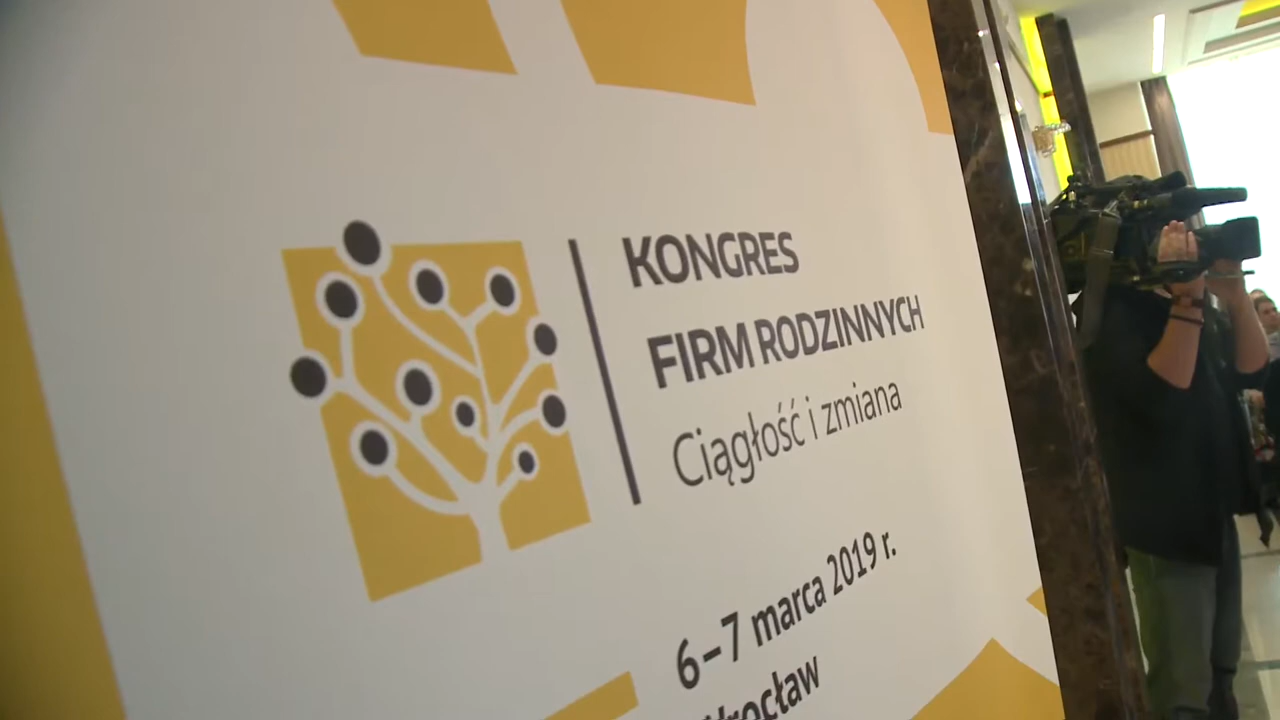 KONGRES
FIRM RODZINNYCH
Ciągłość i zmiana
6–7 marca 2019 r.